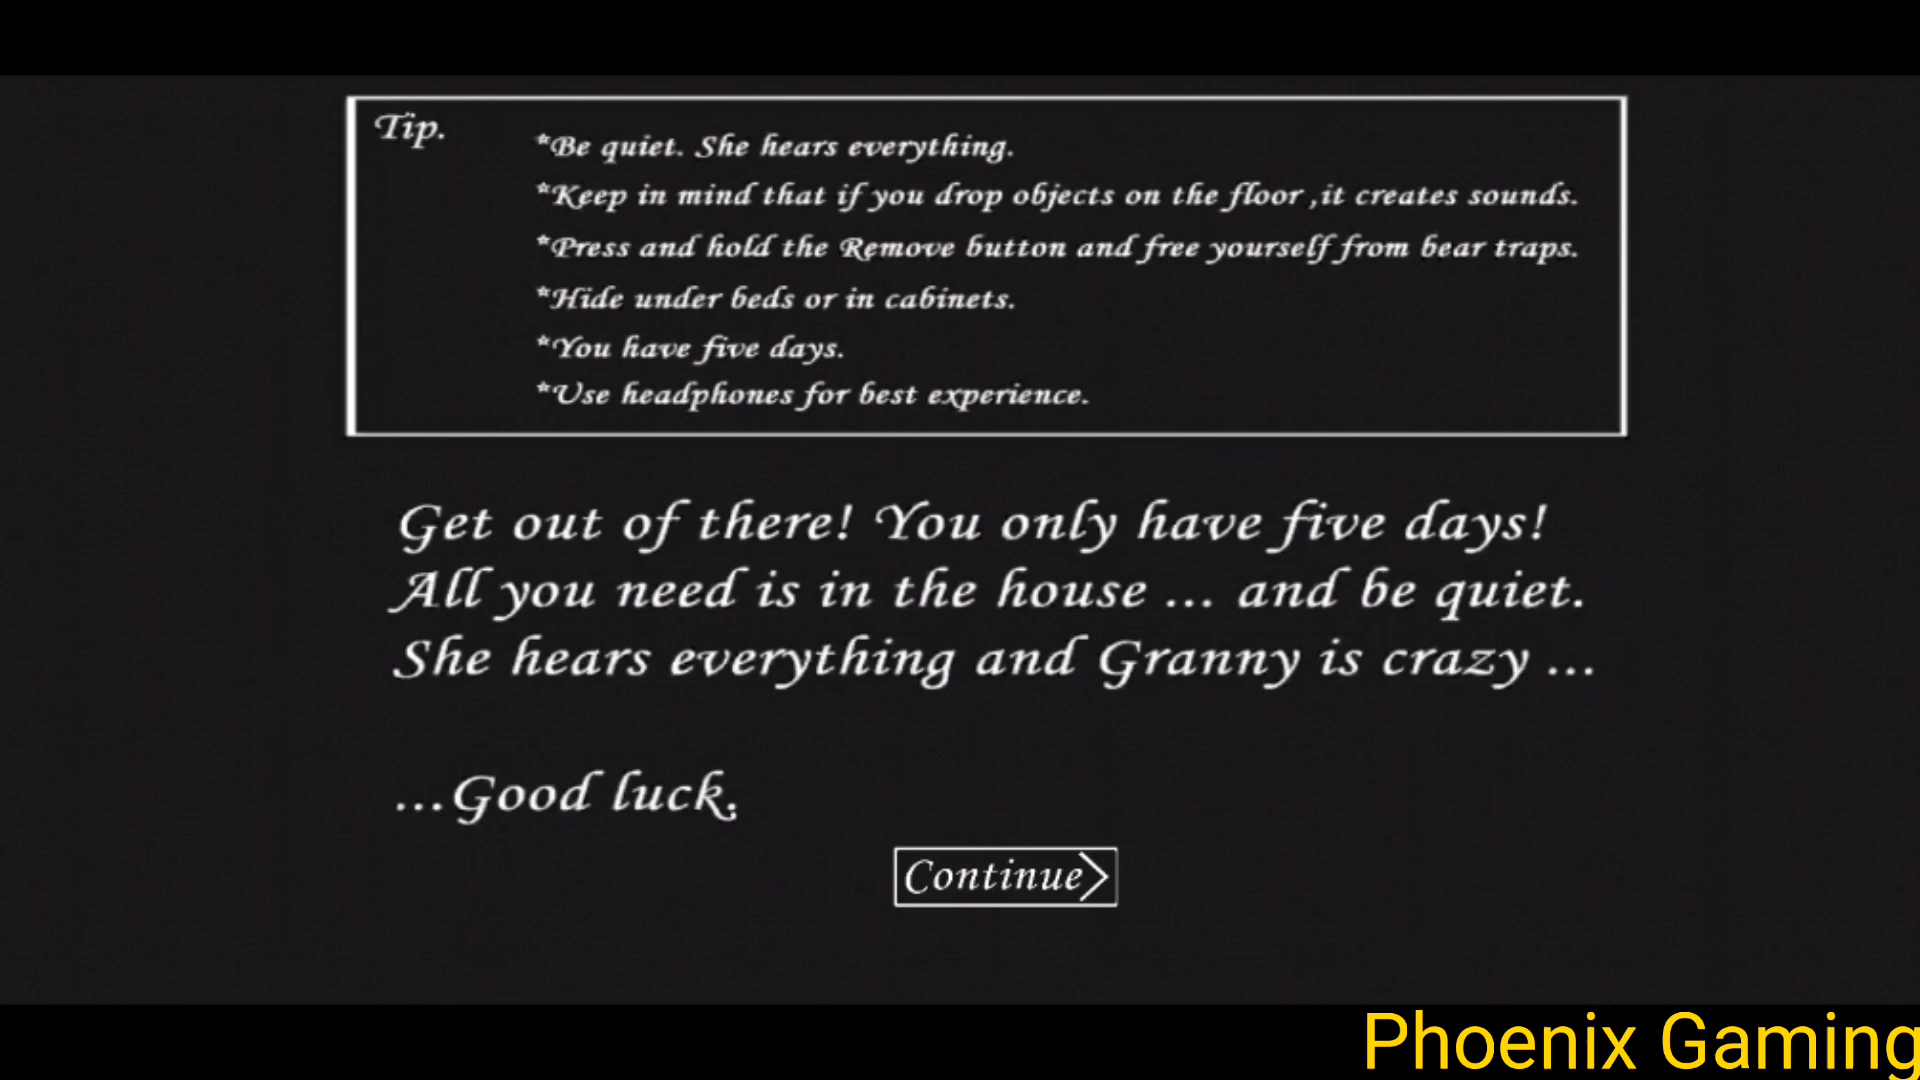 Tip.
*Be quiet. She hears everything.
*Keep in mind that if you drop objects on the floor ,it creates sounds.
*Press and hold the Remove button and free yourself from bear traps.
*Hide under beds or in cabinets.
*You have five days.
*Use headphones for best experience.
Get out of there! You only have five days!
All you need is in the house ... and be quiet.
She hears everything and Granny is crazy ...
...Good luck.
Continue>
Phoenix Gaming